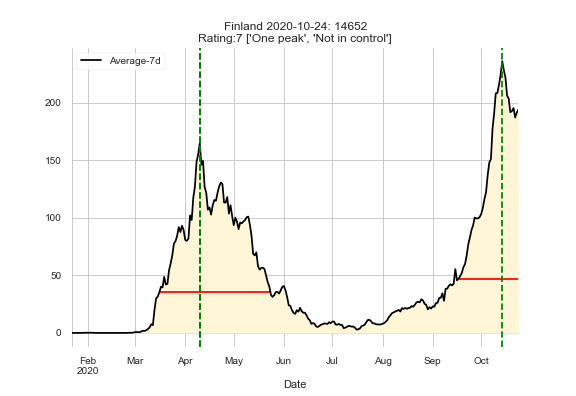 Finland 2020-10-24: 14652
Rating:7 ['One peak', 'Not in control']
Average-7d
200
150
100
50
0
Feb Mar Apr May Jun Jul Aug Sep Oct
2020
Date